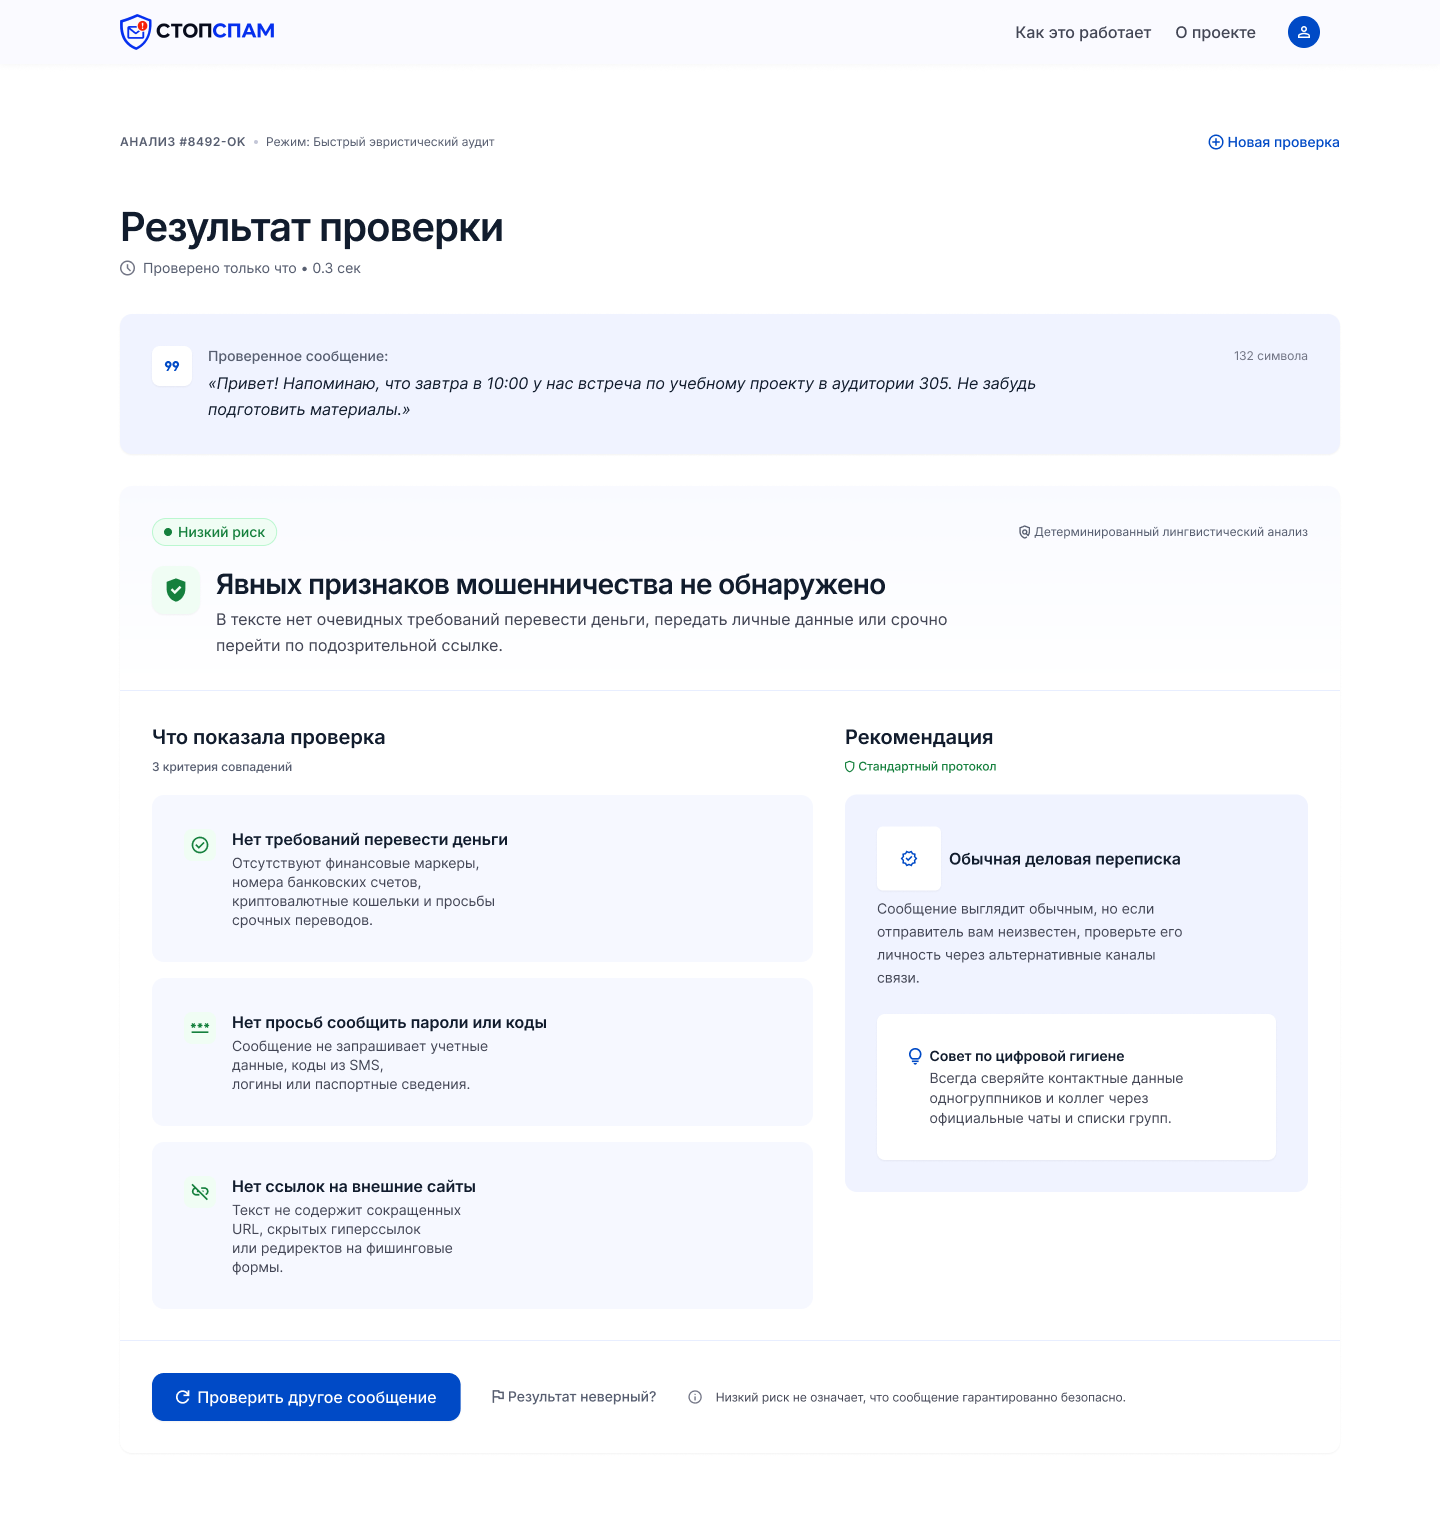 СТОПСПАМ
Как это работает
О проекте
АНАЛИЗ #8492-OK • Режим: Быстрый эвристический аудит
Новая проверка
Результат проверки
Проверено только что • 0.3 сек
Проверенное сообщение:
132 символа
«Привет! Напоминаю, что завтра в 10:00 у нас встреча по учебному проекту в аудитории 305. Не забудь
подготовить материалы.»
Низкий риск
Детерминированный лингвистический анализ
Явных признаков мошенничества не обнаружено
В тексте нет очевидных требований перевести деньги, передать личные данные или срочно
перейти по подозрительной ссылке.
Что показала проверка
3 критерия совпадений
Нет требований перевести деньги
Отсутствуют финансовые маркеры,
номера банковских счетов,
криптовалютные кошельки и просьбы
срочных переводов.
Нет просьб сообщить пароли или коды
Сообщение не запрашивает учетные
данные, коды из SMS,
логины или паспортные сведения.
Нет ссылок на внешние сайты
Текст не содержит сокращенных
URL, скрытых гиперссылок
или редиректов на фишинговые
формы.
Рекомендация
Стандартный протокол
Обычная деловая переписка
Сообщение выглядит обычным, но если
отправитель вам неизвестен, проверьте его
личность через альтернативные каналы
связи.
Совет по цифровой гигиене
Всегда сверяйте контактные данные
одногруппников и коллег через
официальные чаты и списки групп.
Проверить другое сообщение
Результат неверный?
Низкий риск не означает, что сообщение гарантированно безопасно.